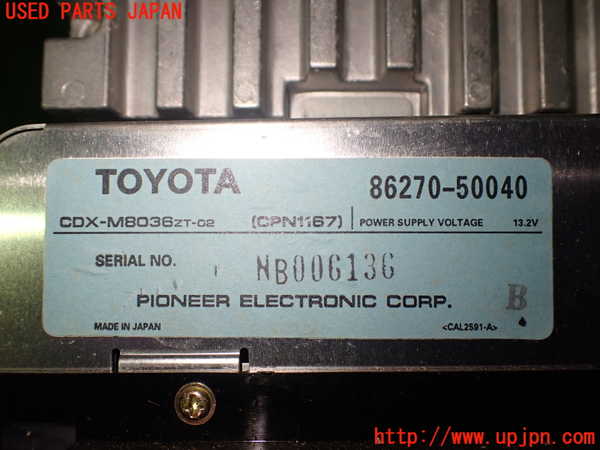 USED PARTS JAPAN
TOYOTA 86270-50040
CDX-M8036ZT-02 (CPN1167) POWER SUPPLY VOLTAGE 13.2V
SERIAL NO. NB006136
PIONEER ELECTRONIC CORP. B
MADE IN JAPAN <CAL2591-A>
http://www.upjpn.com/